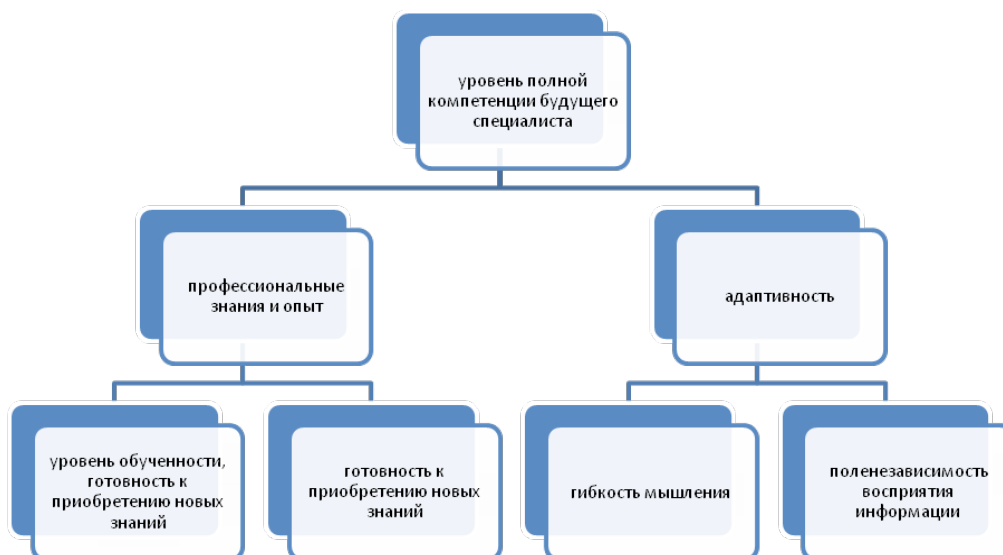 уровень полной
компетенции будущего
специалиста
профессиональные
знания и опыт
адаптивность
уровень обученности,
готовность к
приобретению новых
знаний
готовность к
приобретению новых
знаний
гибкость мышления
поленезависимость
восприятия
информации